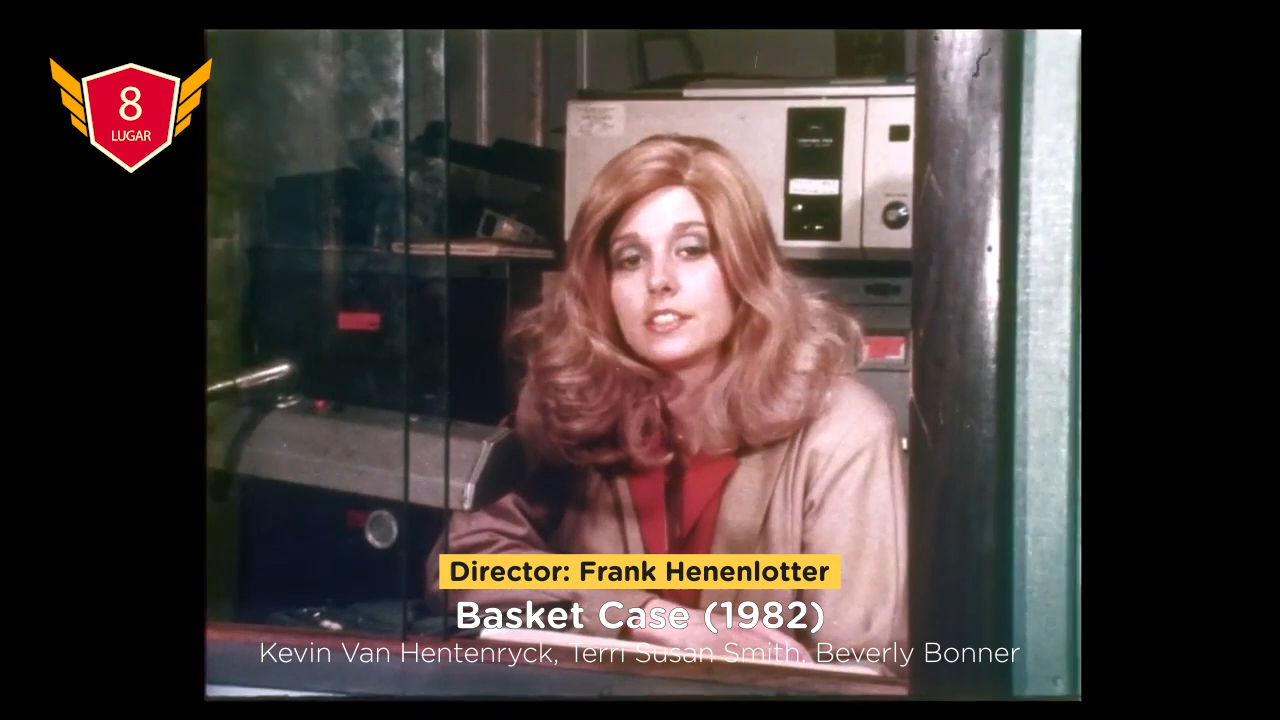 8
LUGAR
Director: Frank Henenlotter
Basket Case (1982)
Kevin Van Hentenryck, Terri Susan Smith, Beverly Bonner